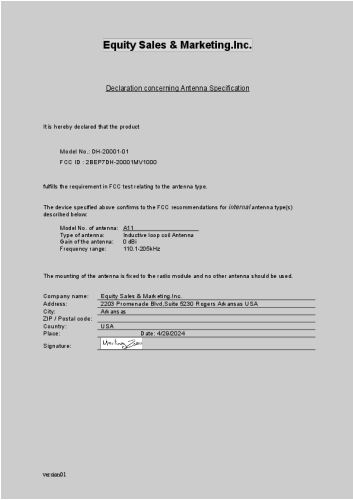 Equity Sales & Marketing.Inc.
Declaration concerning Antenna Specification
It is hereby declared that the product
Model No.: DH-20001-01
FCC ID : 2BEP7DH-20001MV1000
fulfills the requirement in FCC test relating to the antenna type.
The device specified above confirms to the FCC recommendations for internal antenna type(s)
described below:
Model No. of antenna: A11
Type of antenna: Inductive loop coil Antenna
Gain of the antenna: 0 dBi
Frequency range: 110.1-205kHz
The mounting of the antenna is fixed to the radio module and no other antenna should be used.
Company name: Equity Sales & Marketing.Inc.
Address: 2203 Promenade Blvd,Suite 5230 Rogers Arkansas USA
City: Arkansas
ZIP / Postal code:
Country: USA
Place: Date: 4/29/2024
Signature:
version01